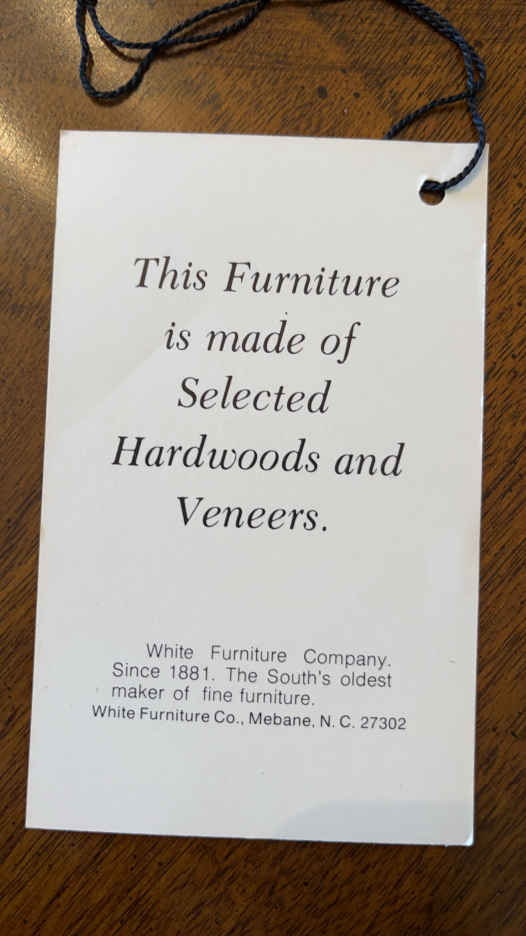 This Furniture
is made of
Selected
Hardwoods and
Veneers.
White Furniture Company.
Since 1881. The South's oldest
maker of fine furniture.
White Furniture Co., Mebane, N. C. 27302